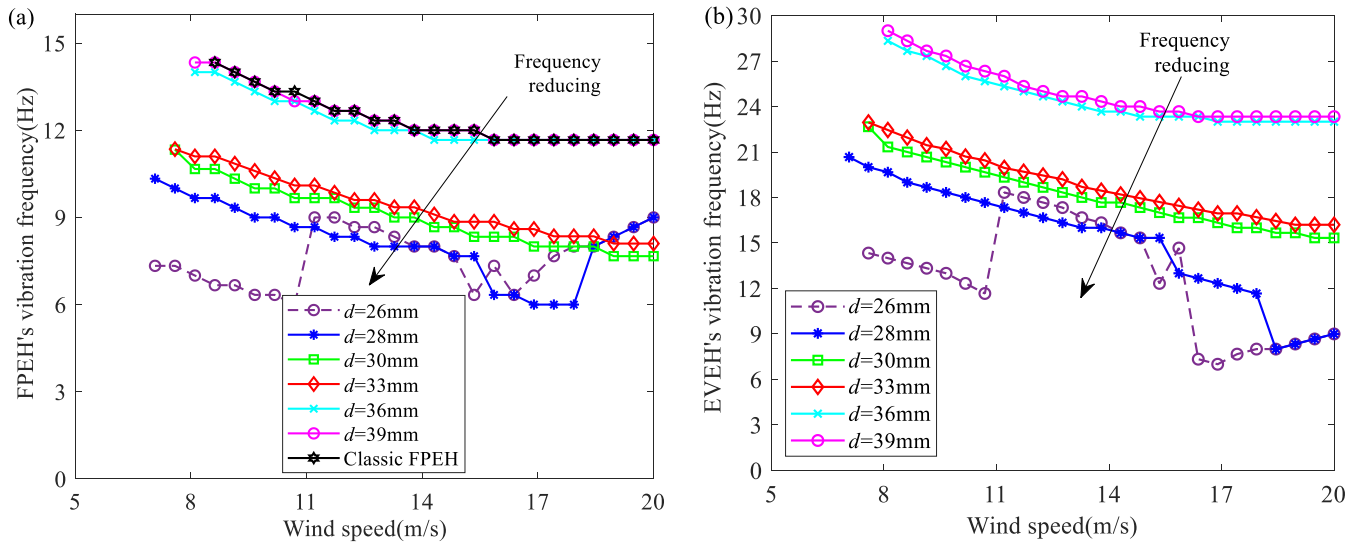 (a)
FPEH's vibration frequency(Hz)
15
12
9
6
3
0
5
8
11
14
17
20
Wind speed(m/s)
Frequency
reducing
d=26mm
d=28mm
d=30mm
d=33mm
d=36mm
d=39mm
Classic FPEH
(b)
EVEH's vibration frequency(Hz)
30
27
24
21
18
15
12
9
6
3
0
5
8
11
14
17
20
Wind speed(m/s)
Frequency
reducing
d=26mm
d=28mm
d=30mm
d=33mm
d=36mm
d=39mm